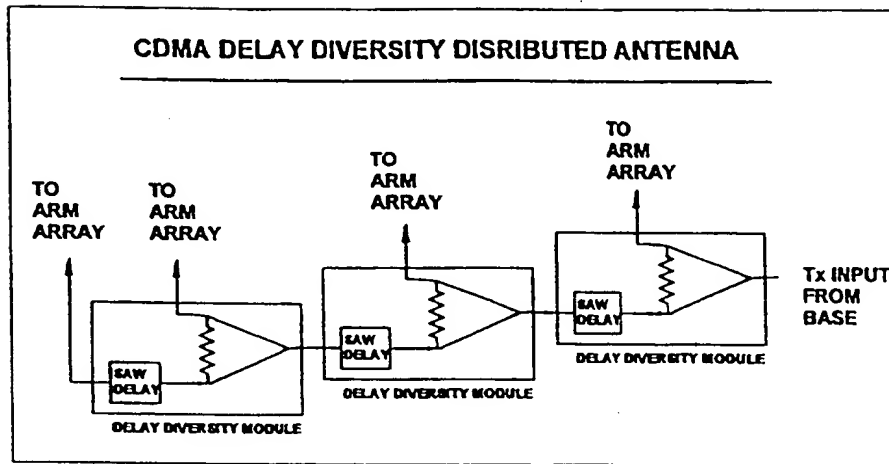 CDMA DELAY DIVERSITY DISRIBUTED ANTENNA
TO
ARM
ARRAY
TO
ARM
ARRAY
TO
ARM
ARRAY
TO
ARM
ARRAY
Tx INPUT
FROM
BASE
SAW
DELAY
DELAY DIVERSITY MODULE
SAW
DELAY
DELAY DIVERSITY MODULE
SAW
DELAY
DELAY DIVERSITY MODULE